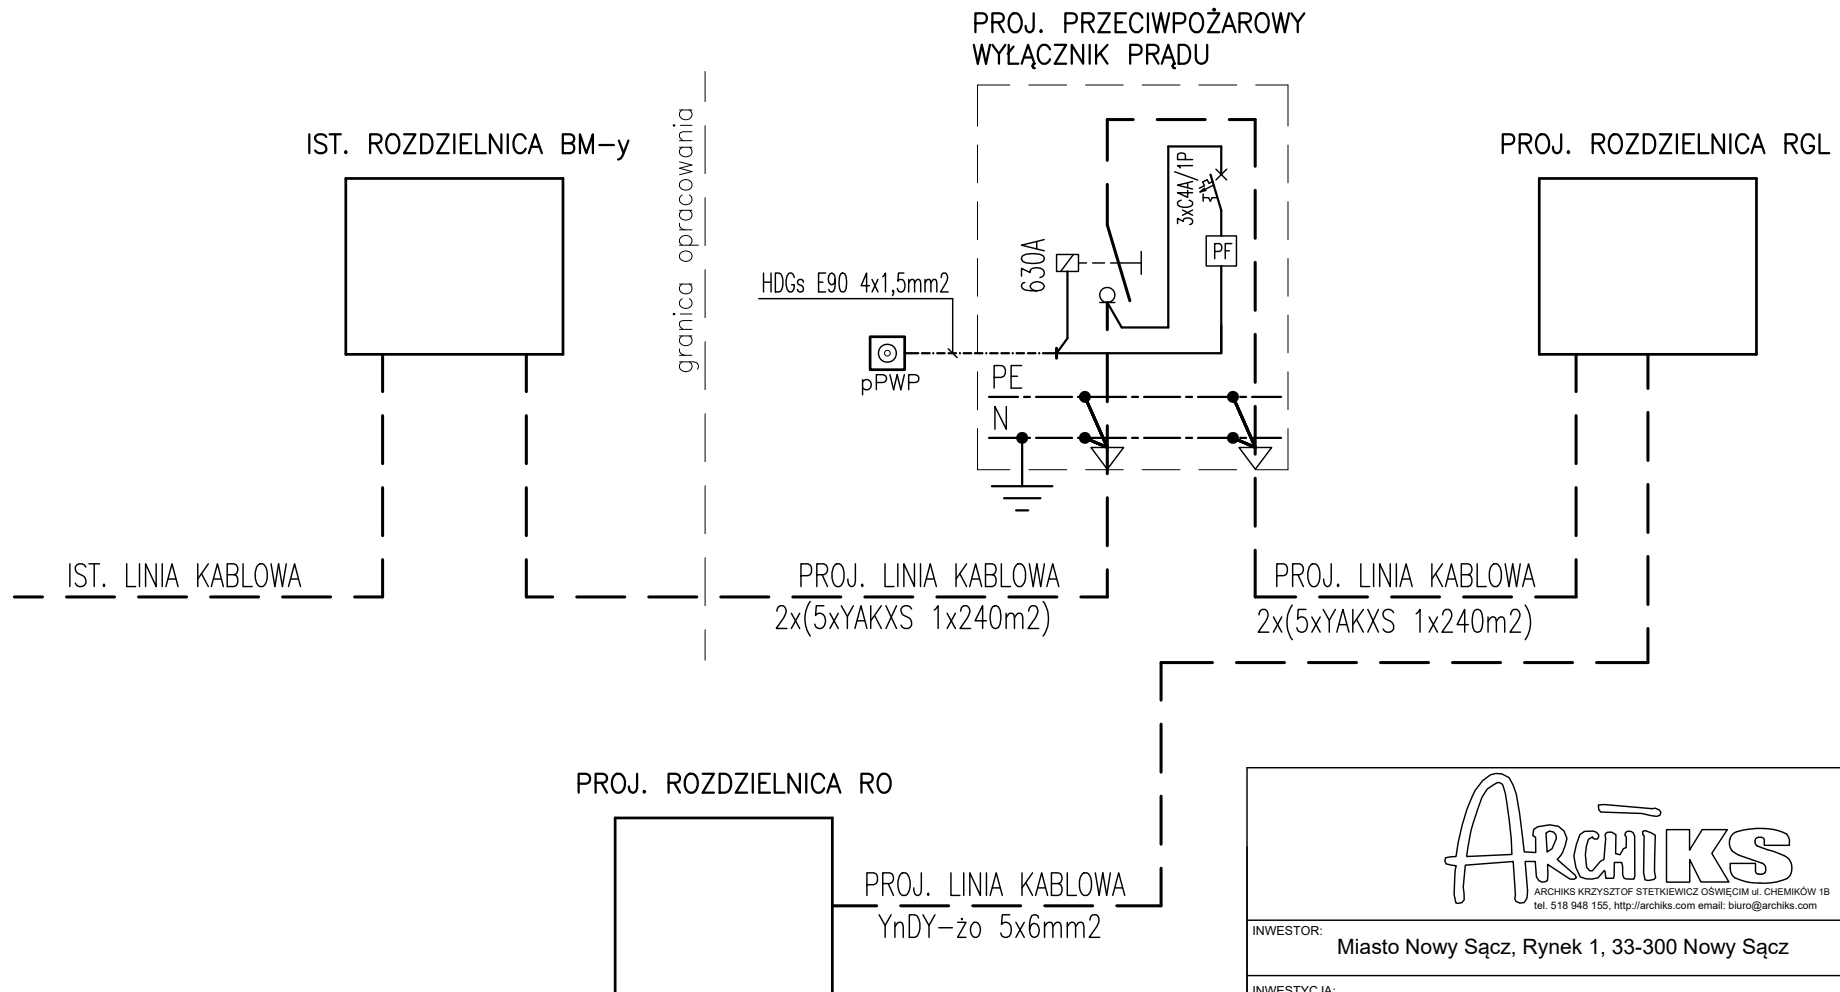 PROJ. PRZECIWPOŻAROWY
WYŁĄCZNIK PRĄDU
IST. ROZDZIELNICA BM-y
granica opracowania
PROJ. ROZDZIELNICA RGL
3xC4A/1P
630A
PF
HDGs E90 4x1,5mm2
pPWP
PE
N
IST. LINIA KABLOWA
PROJ. LINIA KABLOWA
2x(5xYAKXS 1x240m2)
PROJ. LINIA KABLOWA
2x(5xYAKXS 1x240m2)
PROJ. ROZDZIELNICA RO
PROJ. LINIA KABLOWA
YnDY-żo 5x6mm2
ARCHIKS
ARCHIKS KRZYSZTOF STETKIEWICZ OŚWIĘCIM ul. CHEMIKÓW 1B
tel. 518 948 155, http://archiks.com email: biuro@archiks.com
INWESTOR:
Miasto Nowy Sącz, Rynek 1, 33-300 Nowy Sącz
INWESTYCJA: